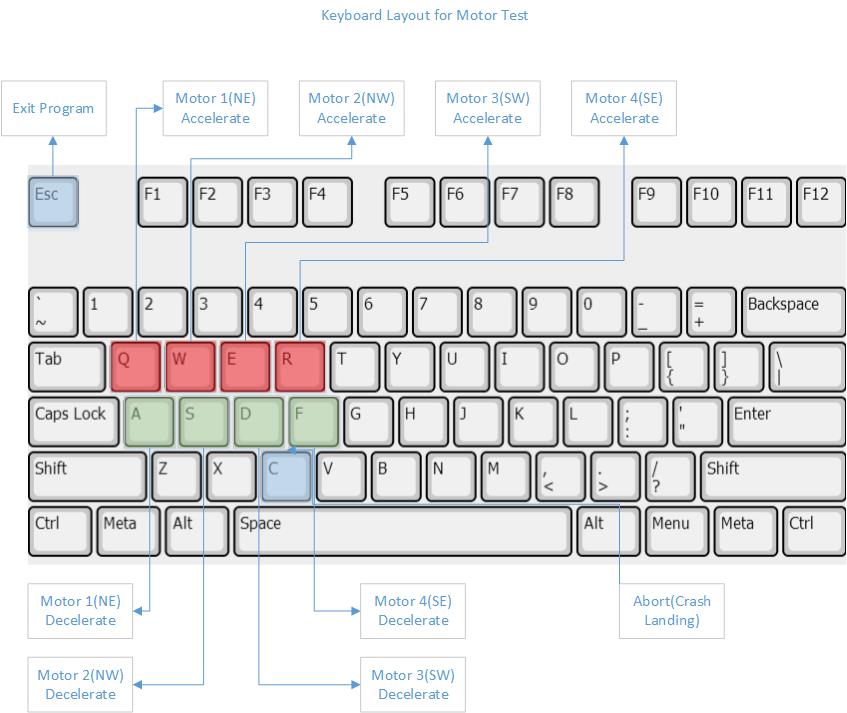 Keyboard Layout for Motor Test
Exit Program
Motor 1(NE)
Accelerate
Motor 2(NW)
Accelerate
Motor 3(SW)
Accelerate
Motor 4(SE)
Accelerate
Esc F1 F2 F3 F4 F5 F6 F7 F8 F9 F10 F11 F12
` 1 2 3 4 5 6 7 8 9 0 - = Backspace
~ _ +
Tab Q W E R T Y U I O P [ ] \
{ } |
Caps Lock A S D F G H J K L ; ' Enter
: "
Shift Z X C V B N M , . / Shift
< > ?
Ctrl Meta Alt Space Alt Menu Meta Ctrl
Motor 1(NE)
Decelerate
Motor 4(SE)
Decelerate
Abort(Crash
Landing)
Motor 2(NW)
Decelerate
Motor 3(SW)
Decelerate